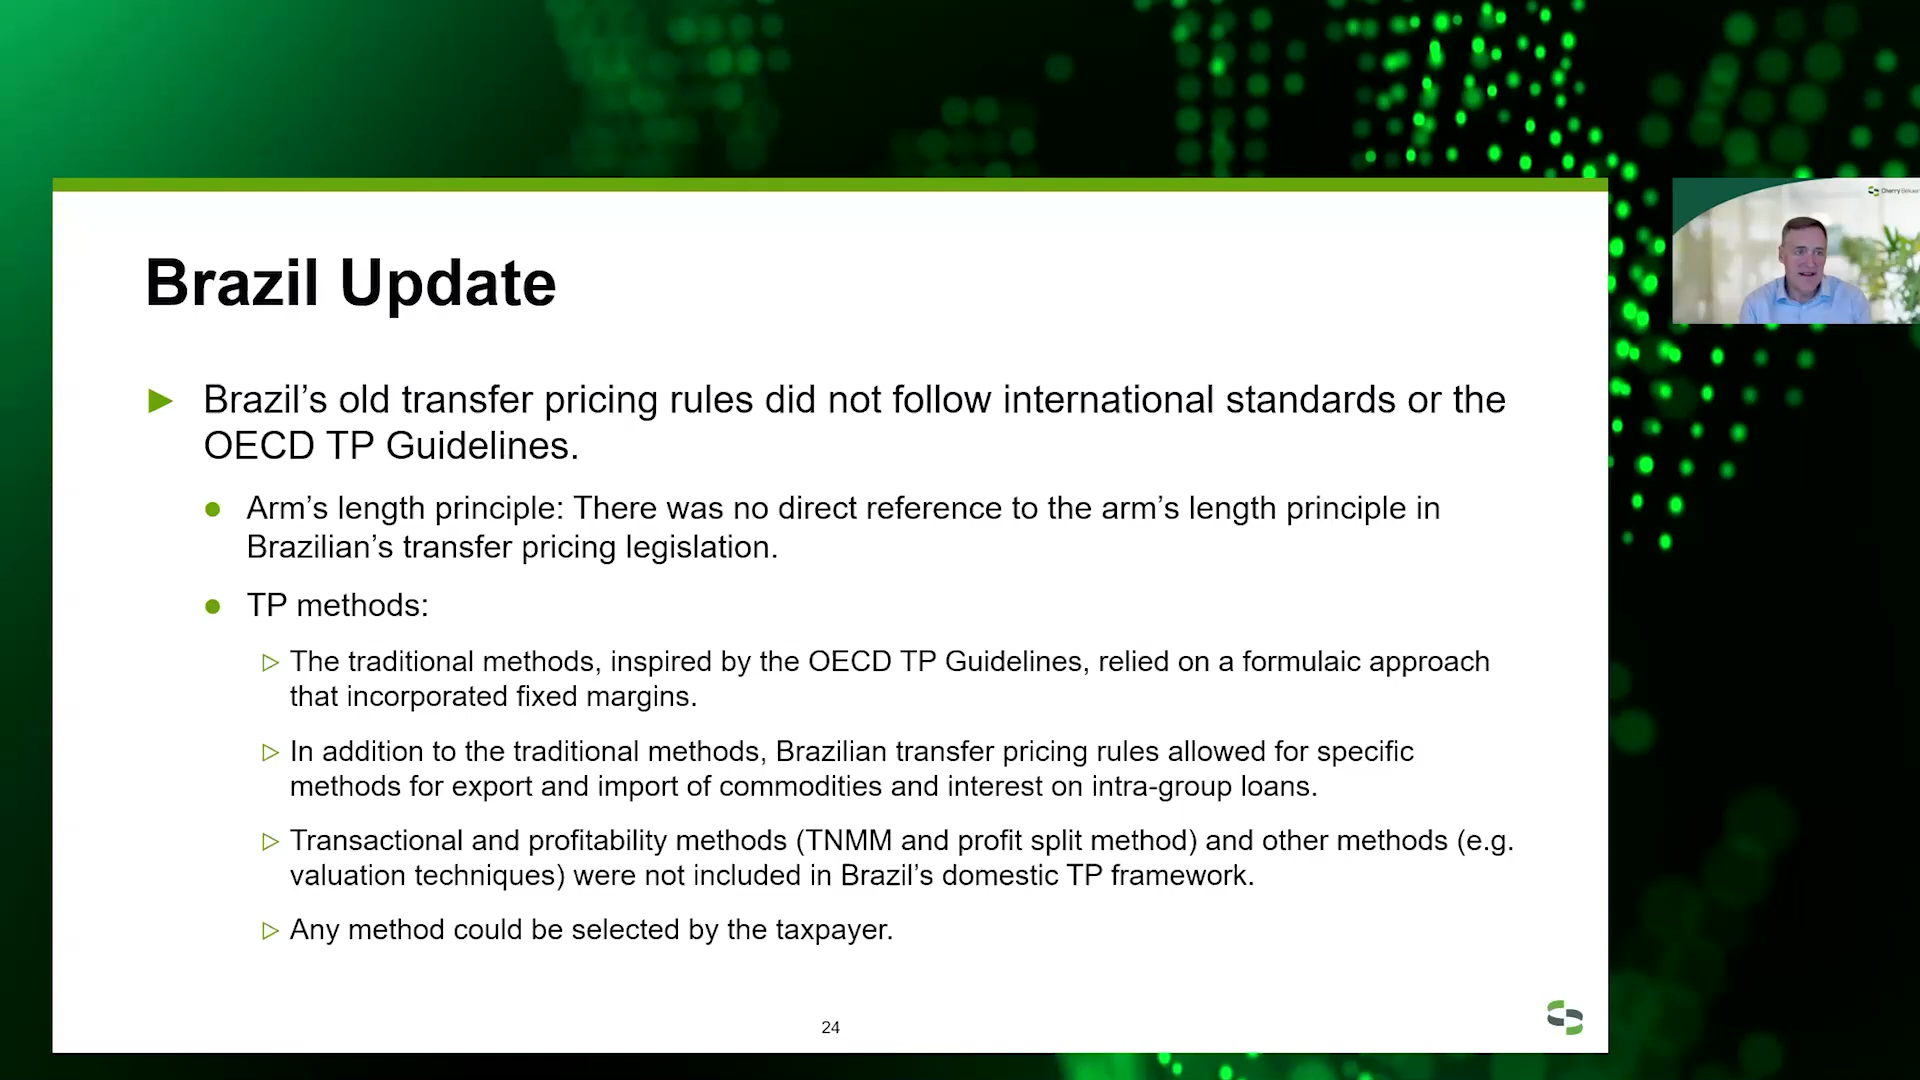 Cherry Bekaert
Brazil Update
► Brazil’s old transfer pricing rules did not follow international standards or the
OECD TP Guidelines.
● Arm’s length principle: There was no direct reference to the arm’s length principle in
Brazilian’s transfer pricing legislation.
● TP methods:
▷ The traditional methods, inspired by the OECD TP Guidelines, relied on a formulaic approach
that incorporated fixed margins.
▷ In addition to the traditional methods, Brazilian transfer pricing rules allowed for specific
methods for export and import of commodities and interest on intra-group loans.
▷ Transactional and profitability methods (TNMM and profit split method) and other methods (e.g.
valuation techniques) were not included in Brazil’s domestic TP framework.
▷ Any method could be selected by the taxpayer.
24